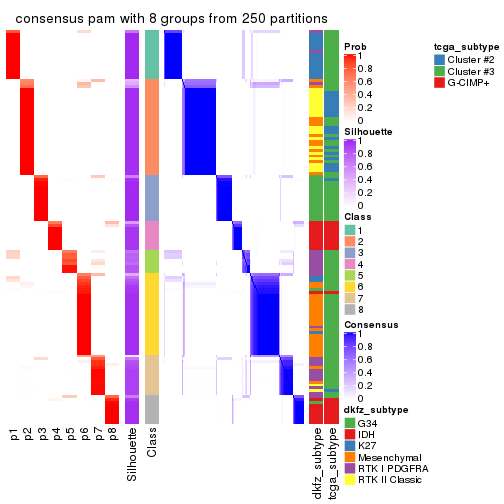 consensus pam with 8 groups from 250 partitions
Prob
1
0.8
0.6
0.4
0.2
0
Silhouette
1
0.8
0.6
0.4
0.2
0
Class
1
2
3
4
5
6
7
8
Consensus
1
0.8
0.6
0.4
0.2
0
dkfz_subtype
G34
IDH
K27
Mesenchymal
RTK I PDGFRA
RTK II Classic
tcga_subtype
Cluster #2
Cluster #3
G-CIMP+
p1
p2
p3
p4
p5
p6
p7
p8
Silhouette
Class
dkfz_subtype
tcga_subtype